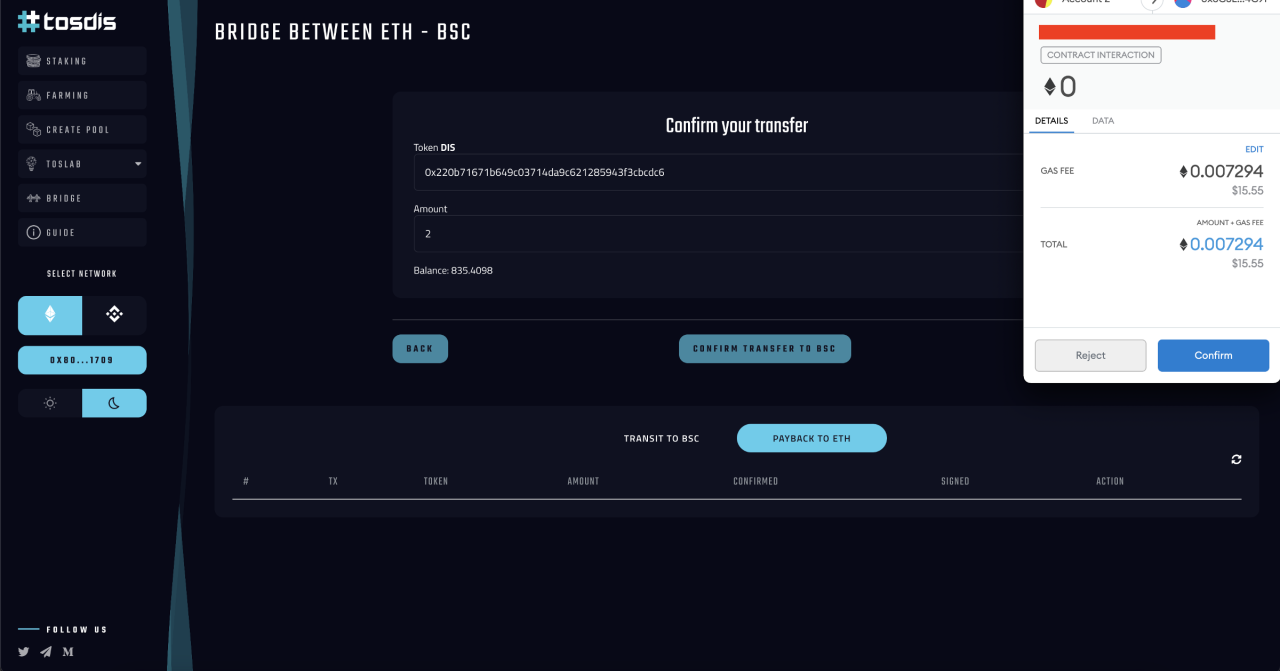 tosdis
STAKING
FARMING
CREATE POOL
TOSLAB
BRIDGE
GUIDE
SELECT NETWORK
0XB0...1709
FOLLOW US
M
BRIDGE BETWEEN ETH - BSC
Confirm your transfer
Token DIS
0x220b71671b649c03714da9c621285943f3cbcdc6
Amount
2
Balance: 835.4098
BACK
CONFIRM TRANSFER TO BSC
TRANSIT TO BSC
PAYBACK TO ETH
# TX TOKEN AMOUNT CONFIRMED SIGNED ACTION
CONTRACT INTERACTION
0
DETAILS
DATA
EDIT
GAS FEE
0.007294
$15.55
AMOUNT + GAS FEE
TOTAL
0.007294
$15.55
Reject
Confirm